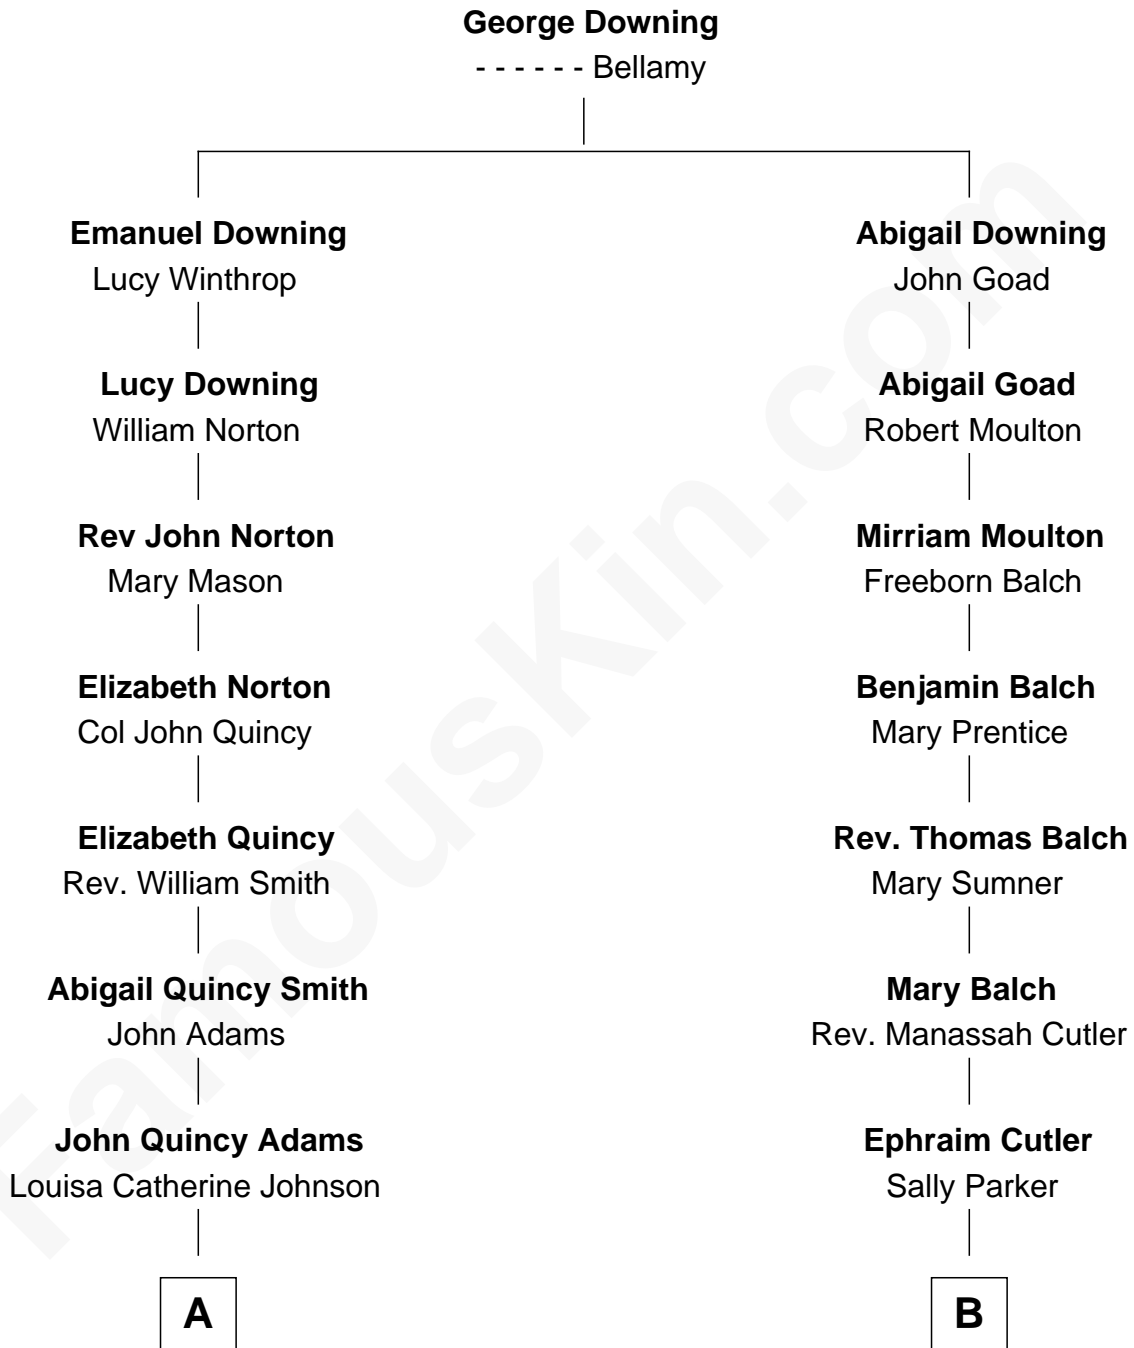 George Downing
- - - - - - Bellamy
Emanuel Downing
Lucy Winthrop
Abigail Downing
John Goad
Lucy Downing
William Norton
Abigail Goad
Robert Moulton
Rev John Norton
Mary Mason
Mirriam Moulton
Freeborn Balch
Elizabeth Norton
Col John Quincy
Benjamin Balch
Mary Prentice
Elizabeth Quincy
Rev. William Smith
Rev. Thomas Balch
Mary Sumner
Abigail Quincy Smith
John Adams
Mary Balch
Rev. Manassah Cutler
John Quincy Adams
Louisa Catherine Johnson
Ephraim Cutler
Sally Parker
A
B
FamousKin.com